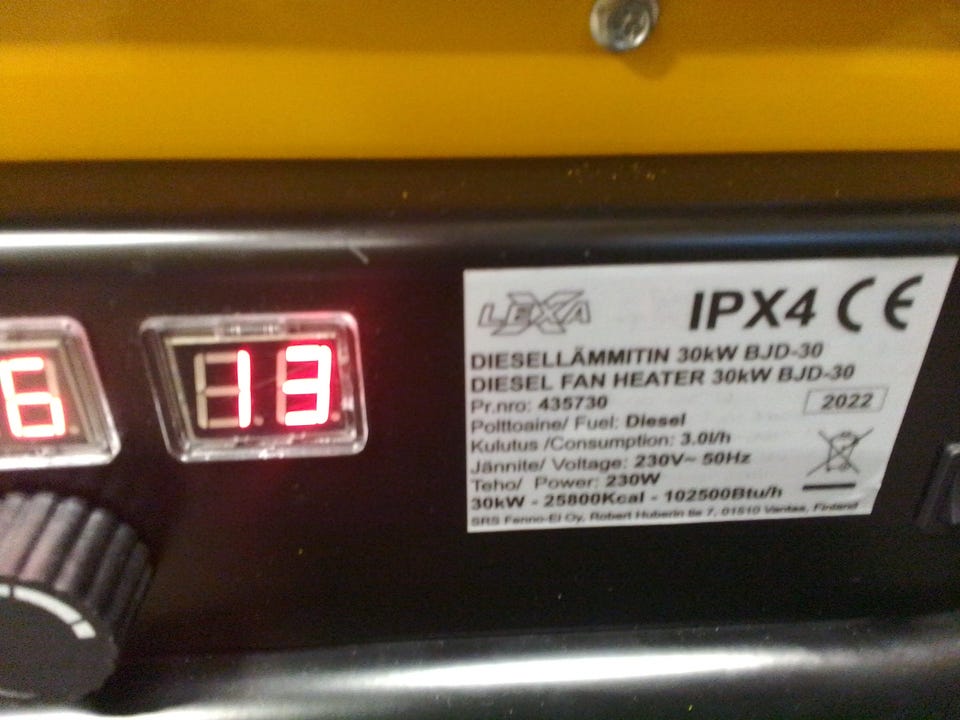 6
13
LEXA
IPX4 CE
DIESELLÄMMITIN 30kW BJD-30
DIESEL FAN HEATER 30kW BJD-30
Pr.nro: 435730
2022
Polttoaine/ Fuel: Diesel
Kulutus /Consumption: 3.0l/h
Jännite/ Voltage: 230V~ 50Hz
Teho/ Power: 230W
30kW - 25800Kcal - 102500Btu/h
SRS Fenno-El Oy, Robert Huberin tie 7, 01510 Vantaa, Finland